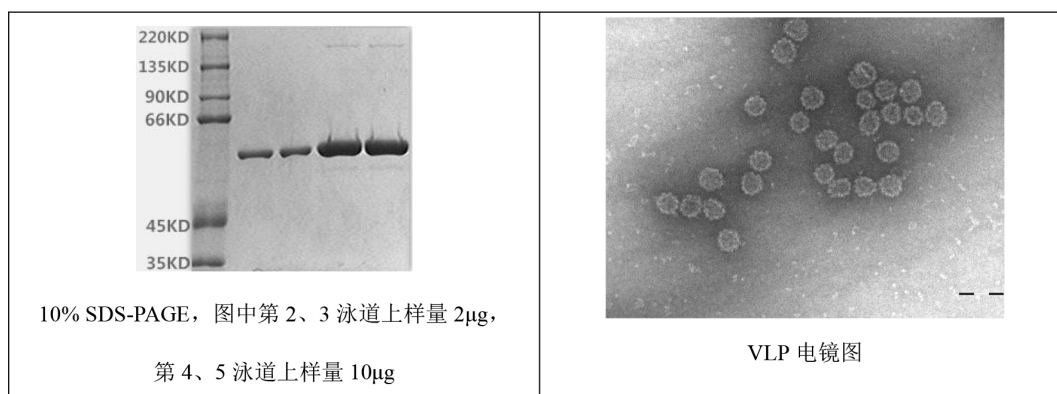 220KD
135KD
90KD
66KD
45KD
35KD
10% SDS-PAGE，图中第 2、3 泳道上样量 2μg，
第 4、5 泳道上样量 10μg
VLP 电镜图